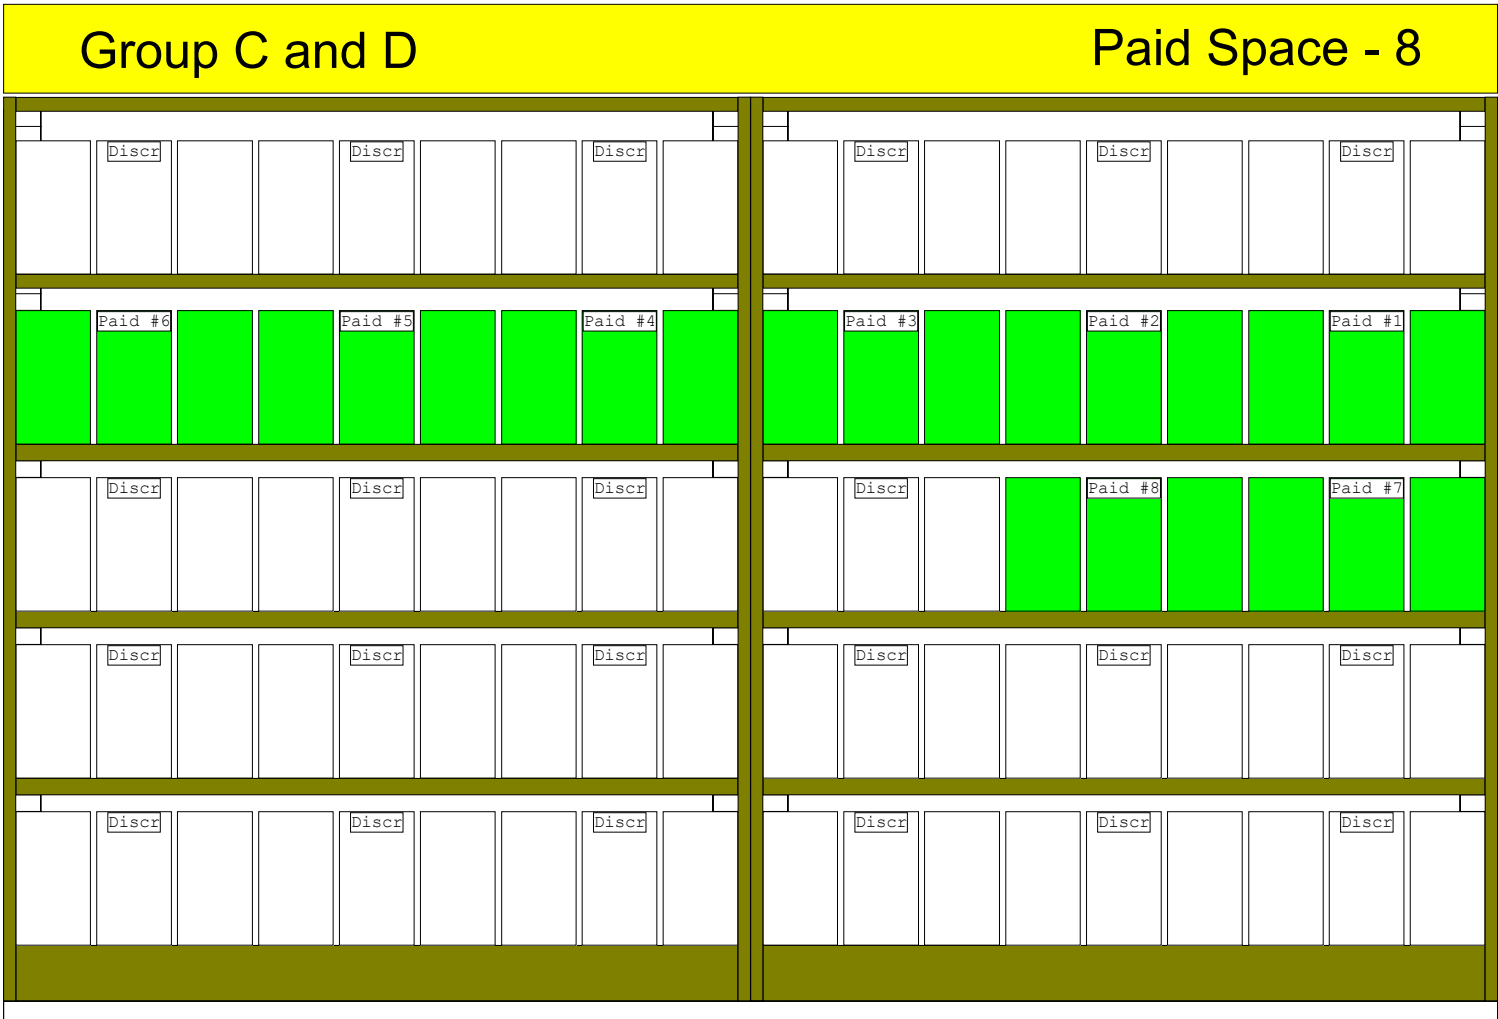 Group C and D Paid Space - 8
Discr Discr Discr Discr Discr Discr
Paid #6 Paid #5 Paid #4 Paid #3 Paid #2 Paid #1
Discr Discr Discr Discr Paid #8 Paid #7
Discr Discr Discr Discr Discr Discr
Discr Discr Discr Discr Discr Discr